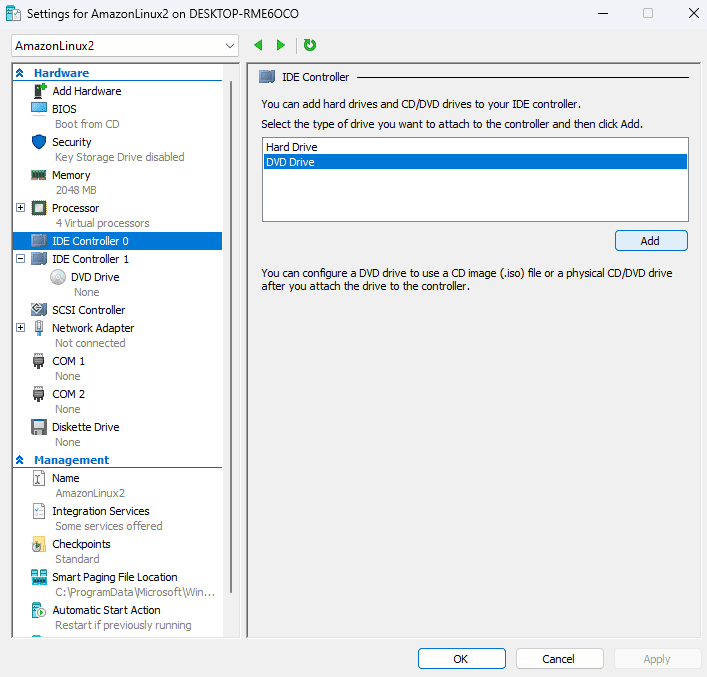 Settings for AmazonLinux2 on DESKTOP-RME6OCO
AmazonLinux2
Hardware
Add Hardware
BIOS
Boot from CD
Security
Key Storage Drive disabled
Memory
2048 MB
Processor
4 Virtual processors
IDE Controller 0
IDE Controller 1
DVD Drive
None
SCSI Controller
Network Adapter
Not connected
COM 1
None
COM 2
None
Diskette Drive
None
Management
Name
AmazonLinux2
Integration Services
Some services offered
Checkpoints
Standard
Smart Paging File Location
C:\ProgramData\Microsoft\Win...
Automatic Start Action
Restart if previously running
IDE Controller
You can add hard drives and CD/DVD drives to your IDE controller.
Select the type of drive you want to attach to the controller and then click Add.
Hard Drive
DVD Drive
Add
You can configure a DVD drive to use a CD image (.iso) file or a physical CD/DVD drive
after you attach the drive to the controller.
OK
Cancel
Apply